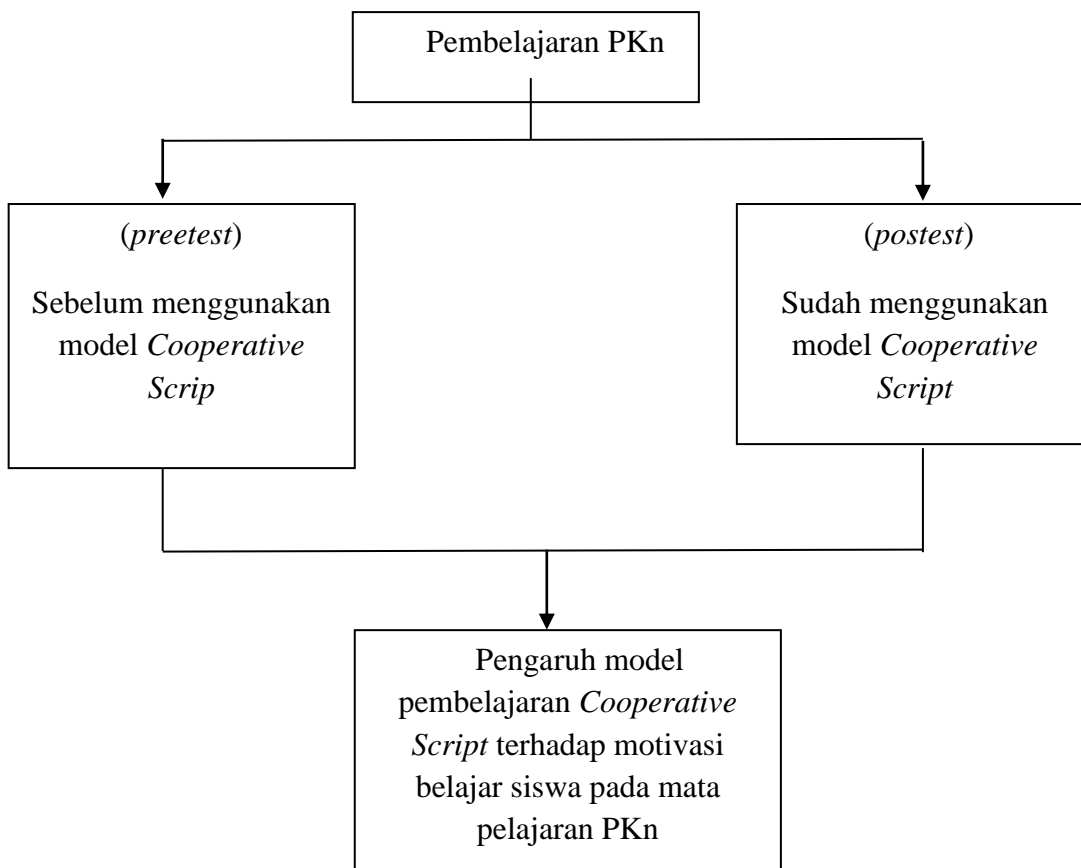 Pembelajaran PKn
(preetest)
Sebelum menggunakan
model Cooperative
Scrip
(postest)
Sudah menggunakan
model Cooperative
Script
Pengaruh model
pembelajaran Cooperative
Script terhadap motivasi
belajar siswa pada mata
pelajaran PKn